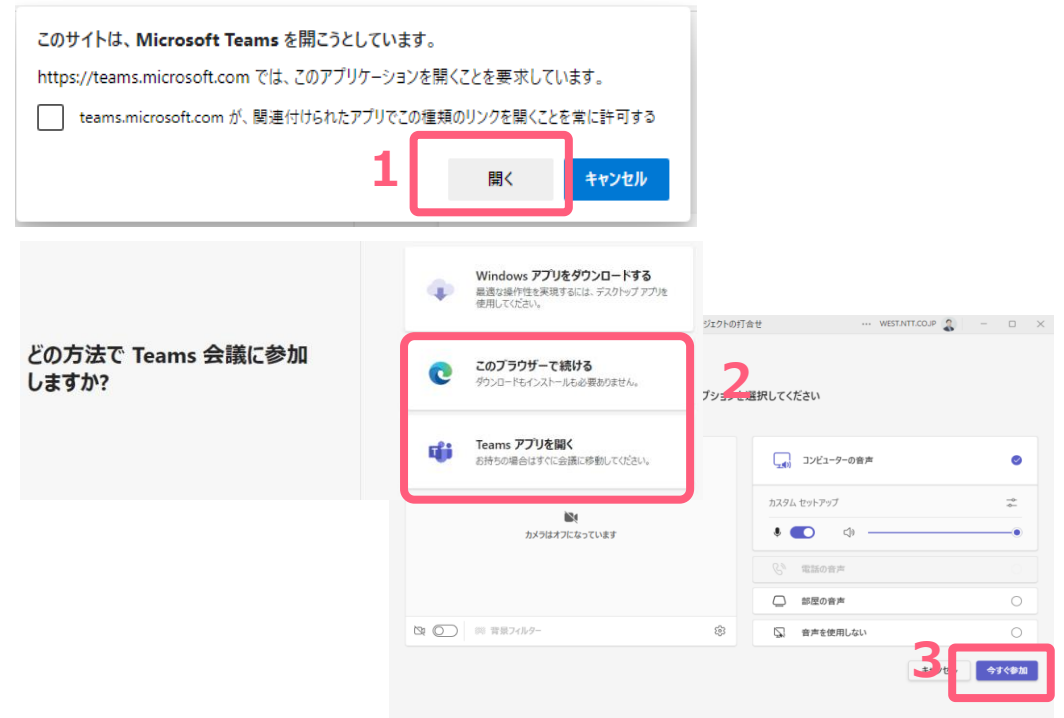 このサイトは、Microsoft Teams を開こうとしています。
https://teams.microsoft.com では、このアプリケーションを開くことを要求しています。
teams.microsoft.com が、関連付けられたアプリでこの種類のリンクを開くことを常に許可する
1
開く
キャンセル
どの方法で Teams 会議に参加
しますか?
Windows アプリをダウンロードする
最適な操作性を実現するには、デスクトップ アプリを
使用してください。
このブラウザーで続ける
ダウンロードもインストールも必要ありません。
Teams アプリを開く
お持ちの場合はすぐに会議に移動してください。
ジェクトの打合せ
WEST.NTT.CO.JP
2
プションを選択してください
カメラはオフになっています
背景フィルター
コンピューターの音声
カスタム セットアップ
電話の音声
部屋の音声
音声を使用しない
3
キャンセル
今すぐ参加